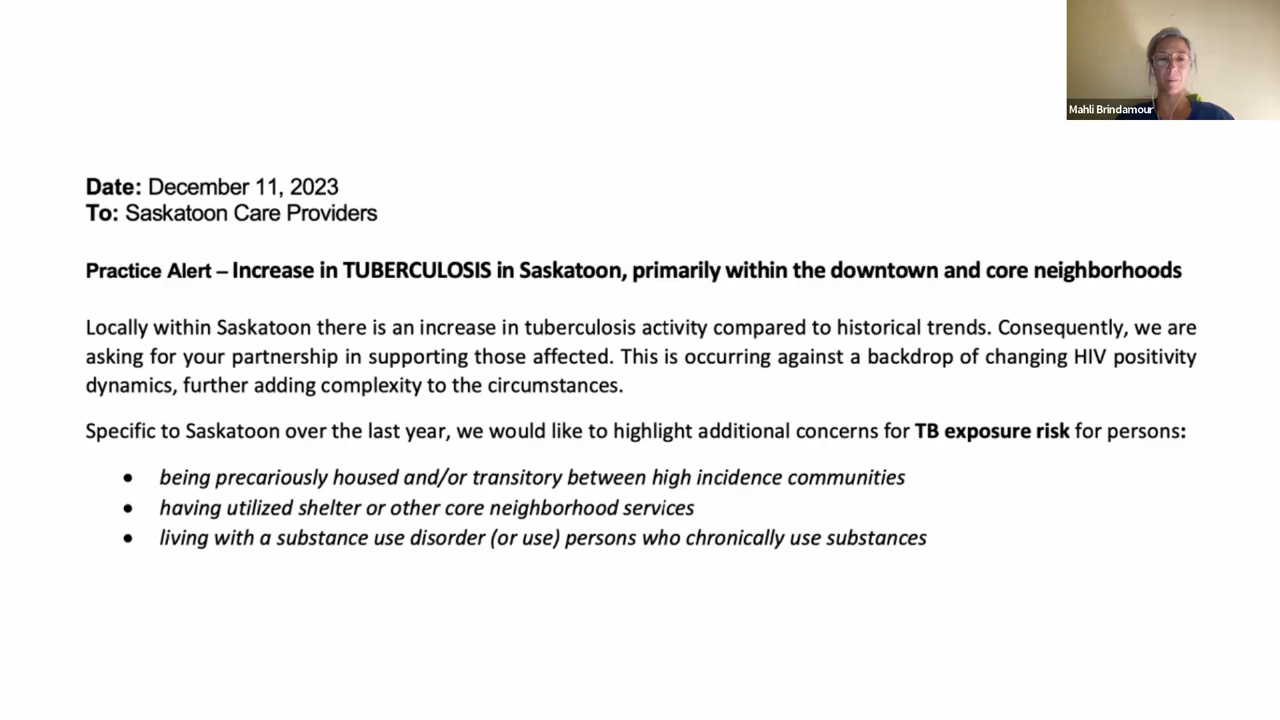 Mahli Brindamour
Date: December 11, 2023
To: Saskatoon Care Providers
Practice Alert – Increase in TUBERCULOSIS in Saskatoon, primarily within the downtown and core neighborhoods
Locally within Saskatoon there is an increase in tuberculosis activity compared to historical trends. Consequently, we are
asking for your partnership in supporting those affected. This is occurring against a backdrop of changing HIV positivity
dynamics, further adding complexity to the circumstances.
Specific to Saskatoon over the last year, we would like to highlight additional concerns for TB exposure risk for persons:
• being precariously housed and/or transitory between high incidence communities
• having utilized shelter or other core neighborhood services
• living with a substance use disorder (or use) persons who chronically use substances